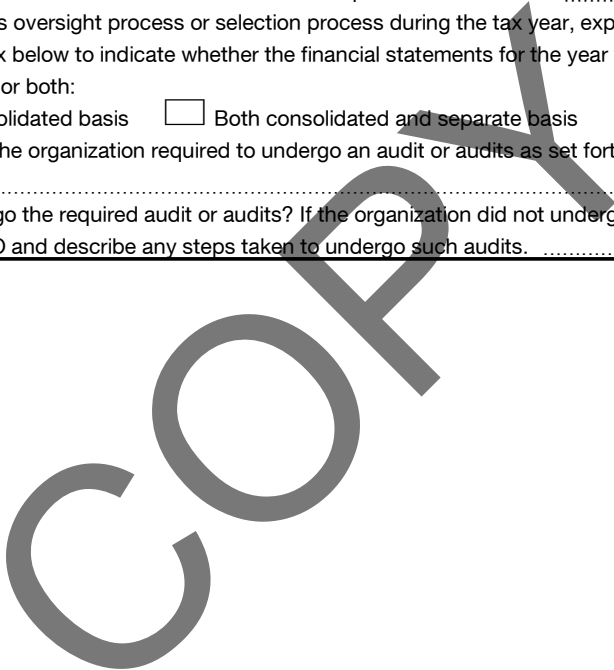 s oversight process or selection process during the tax year, exp
x below to indicate whether the financial statements for the year
or both:
olidated basis Both consolidated and separate basis
he organization required to undergo an audit or audits as set fort
go the required audit or audits? If the organization did not underg
O and describe any steps taken to undergo such audits.
COPY